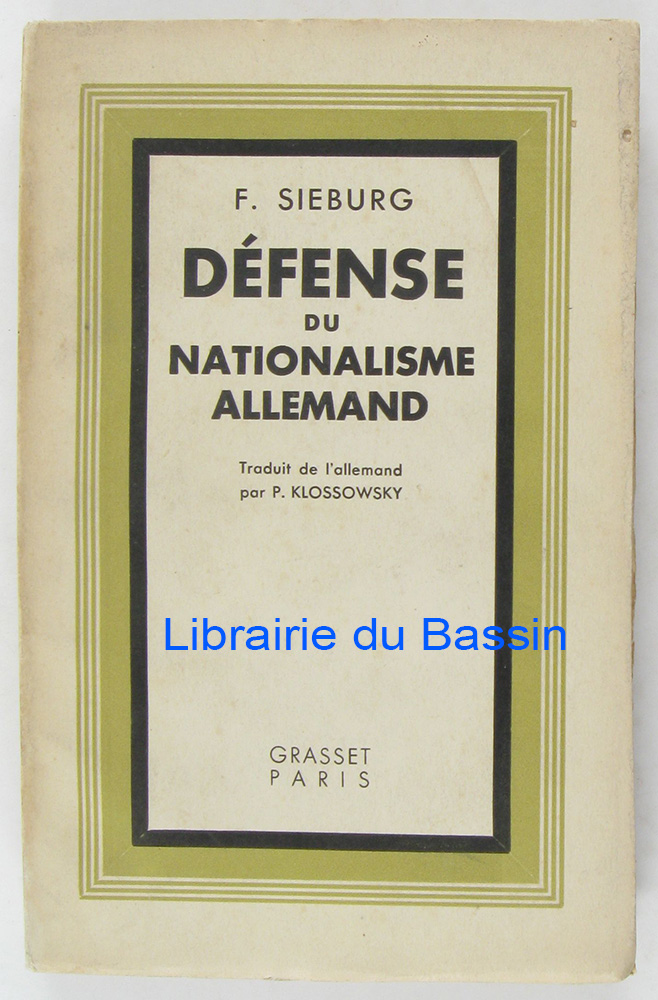 F. SIEBURG
DÉFENSE
DU
NATIONALISME
ALLEMAND
Traduit de l'allemand
par P. KLOSSOWSKY
Librairie du Bassin
GRASSET
PARIS